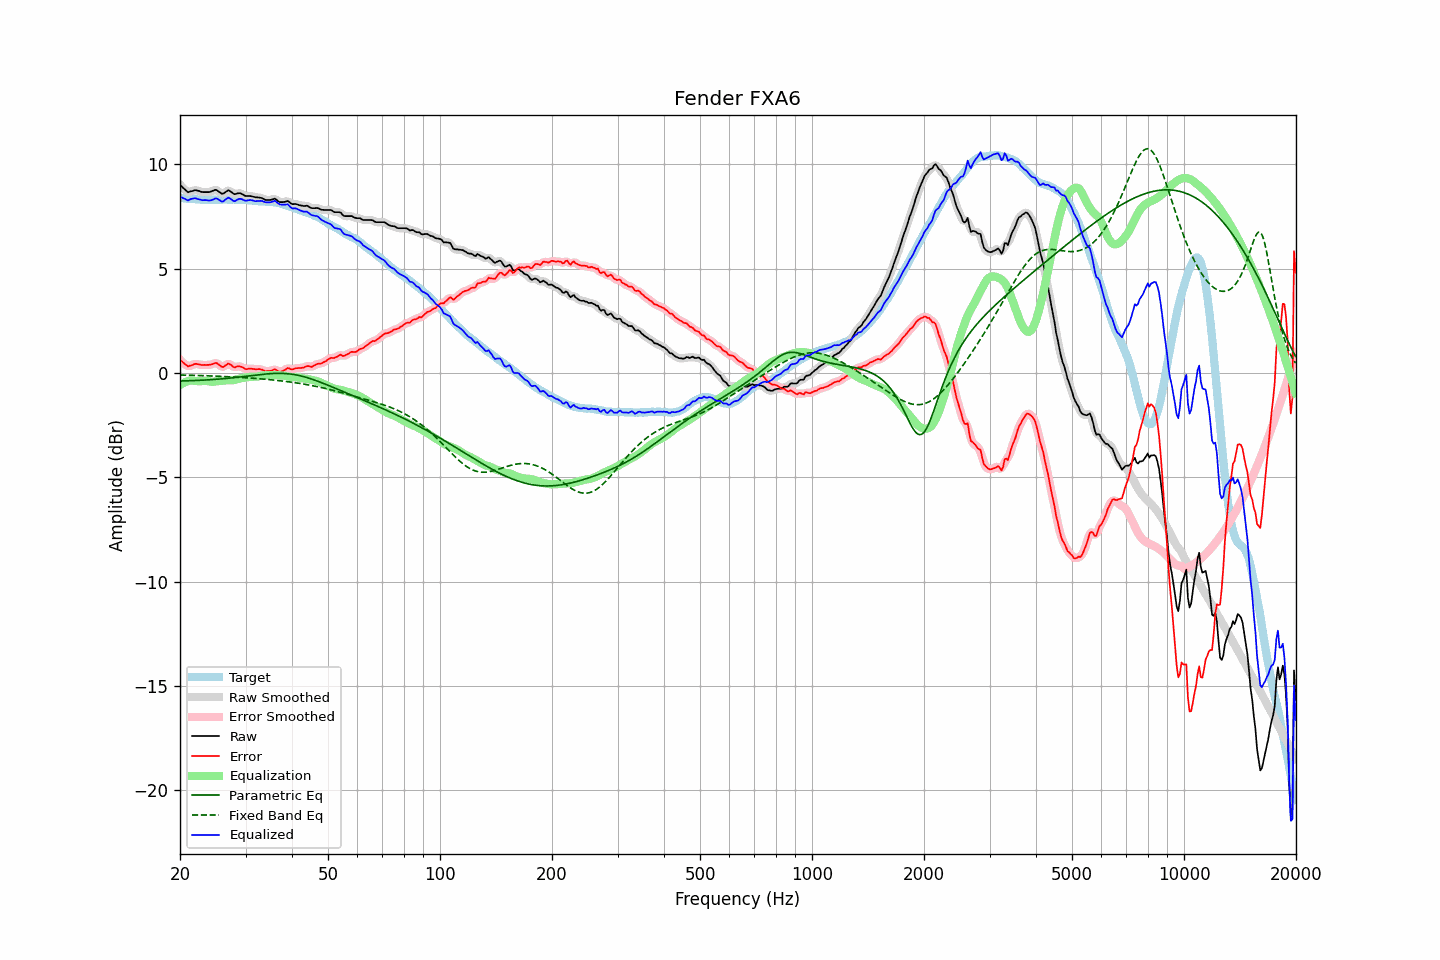 Fender FXA6
Amplitude (dBr)
10
5
0
−5
−10
−15
−20
Target
Raw Smoothed
Error Smoothed
Raw
Error
Equalization
Parametric Eq
Fixed Band Eq
Equalized
20 50 100 200 500 1000 2000 5000 10000 20000
Frequency (Hz)